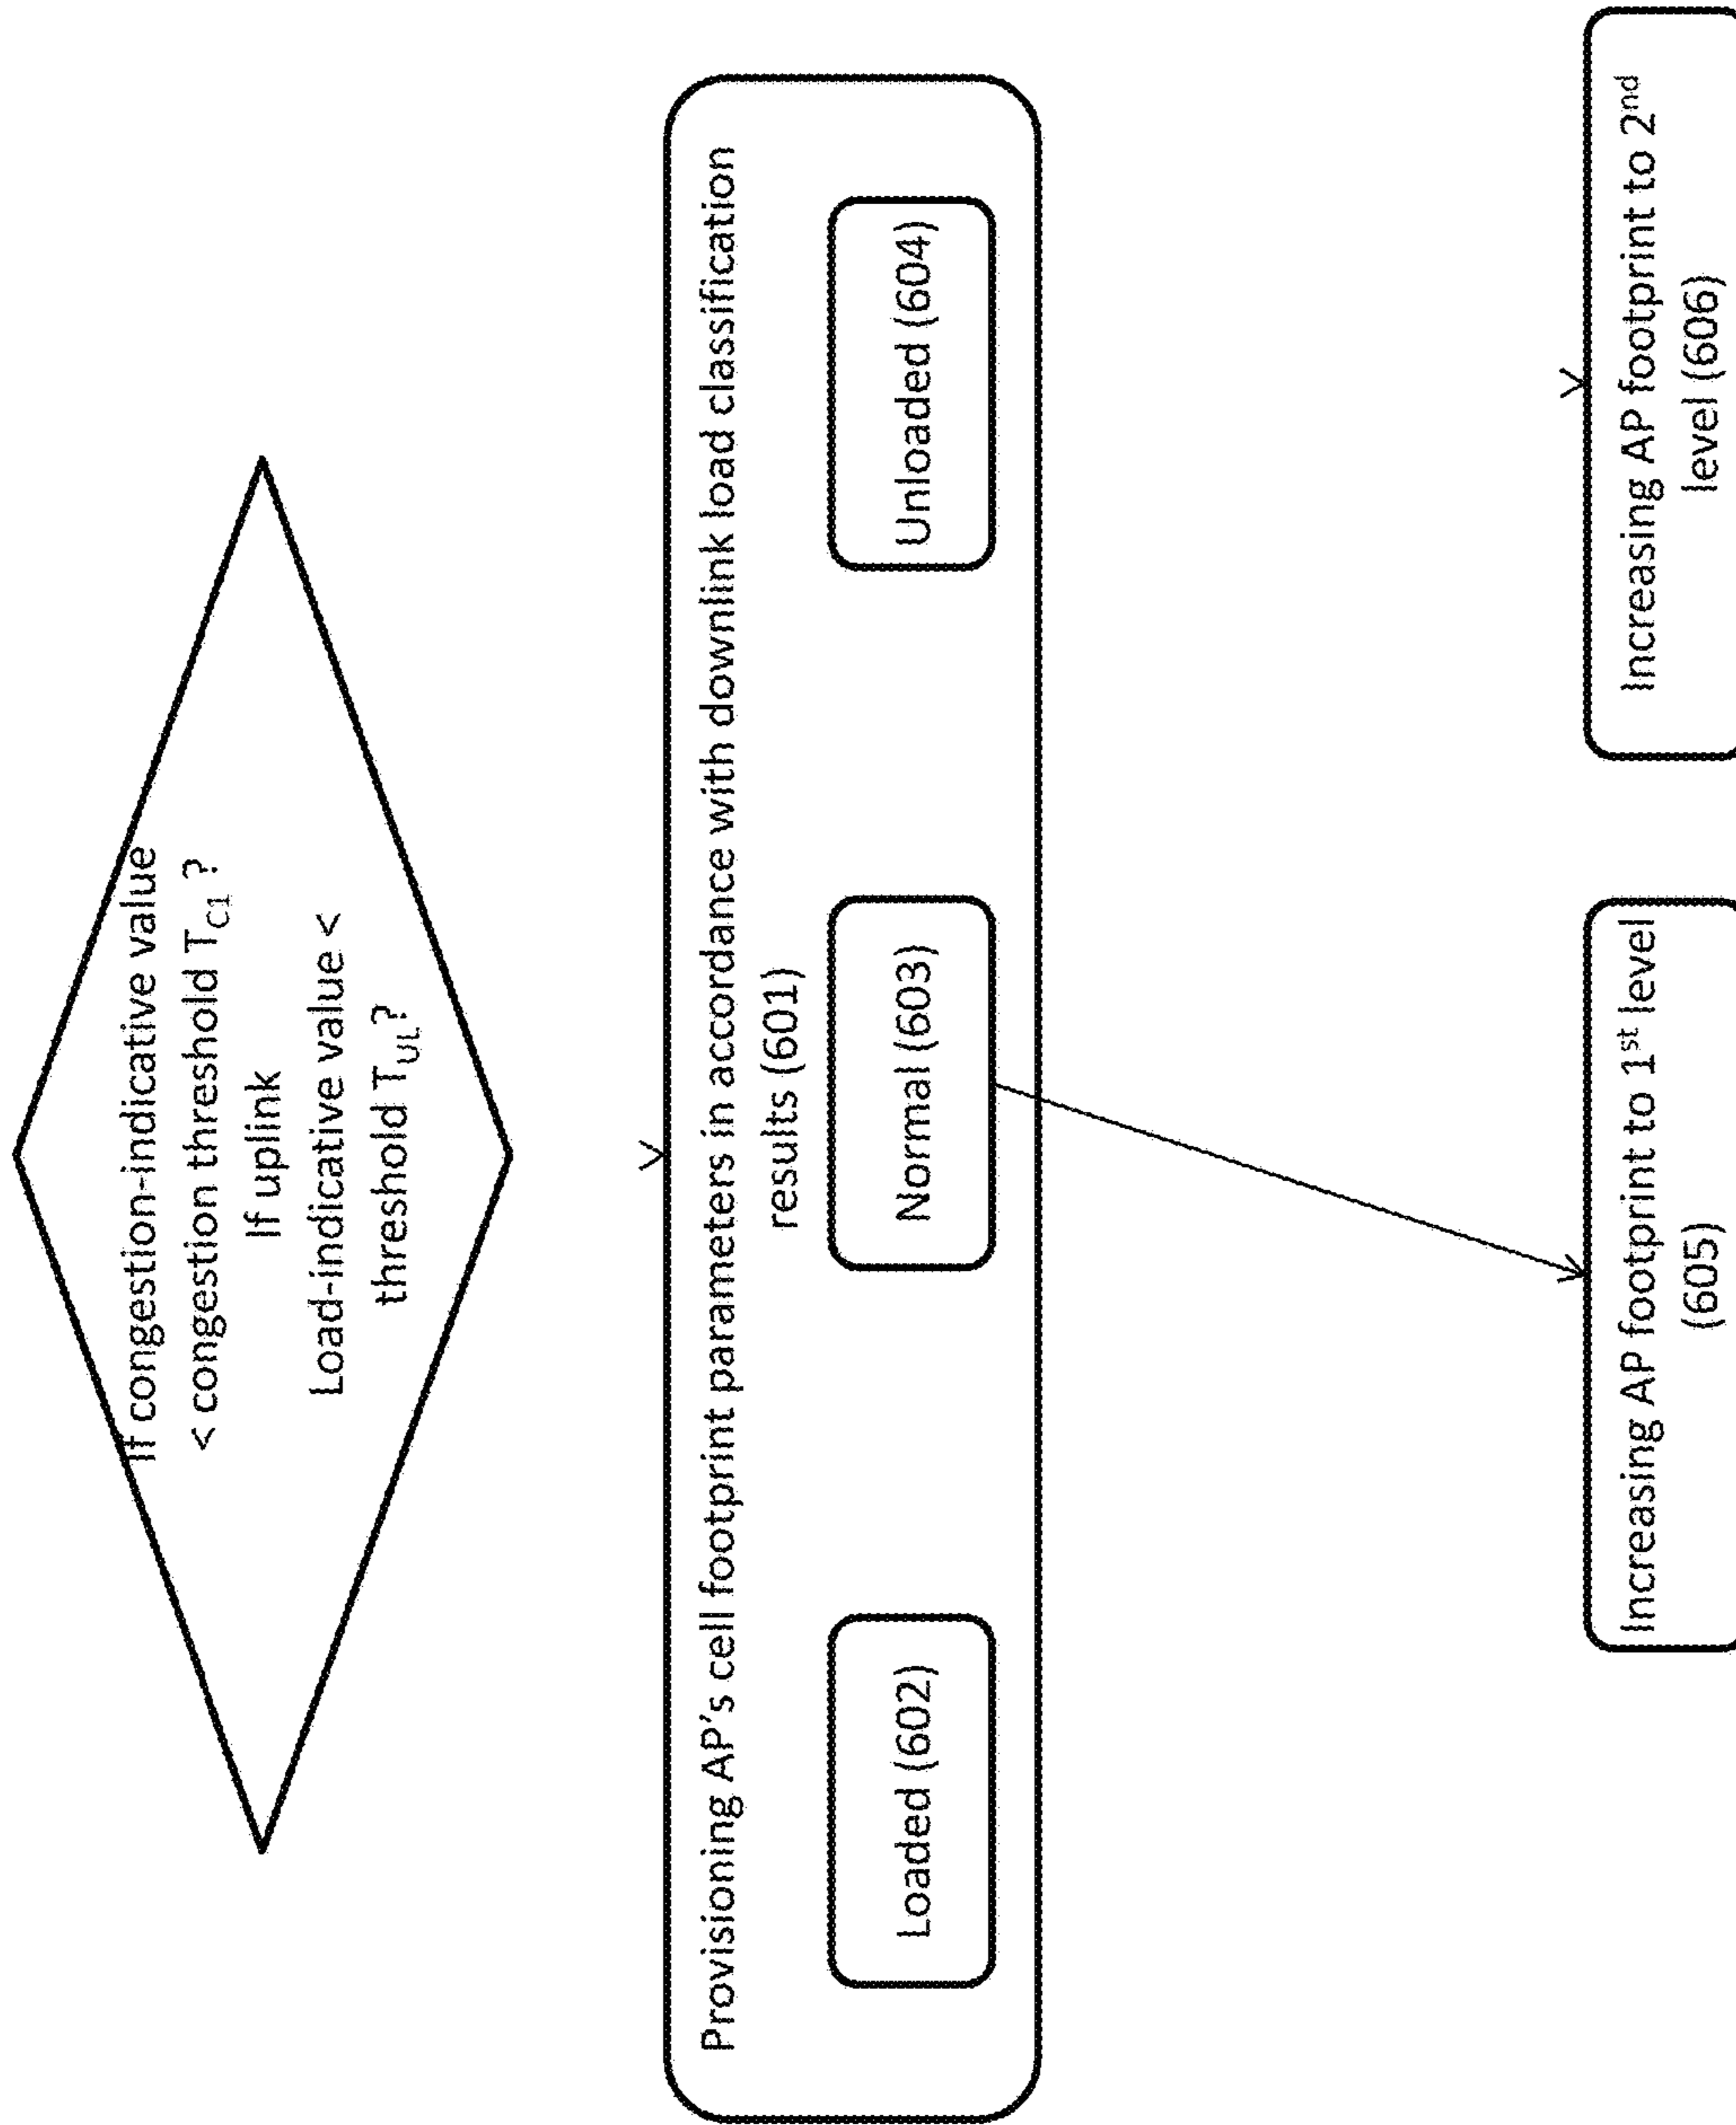 If congestion-indicative value
< congestion threshold T_C1 ?
If uplink
Load-indicative value <
threshold T_UL?
Provisioning AP's cell footprint parameters in accordance with downlink load classification
results (601)
Loaded (602)
Normal (603)
Unloaded (604)
Increasing AP footprint to 1st level
(605)
Increasing AP footprint to 2nd
level (606)